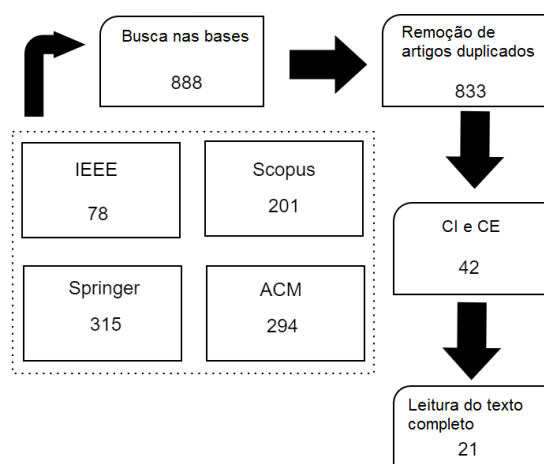 Busca nas bases
888
Remoção de
artigos duplicados
833
IEEE
78
Scopus
201
Springer
315
ACM
294
CI e CE
42
Leitura do texto
completo
21